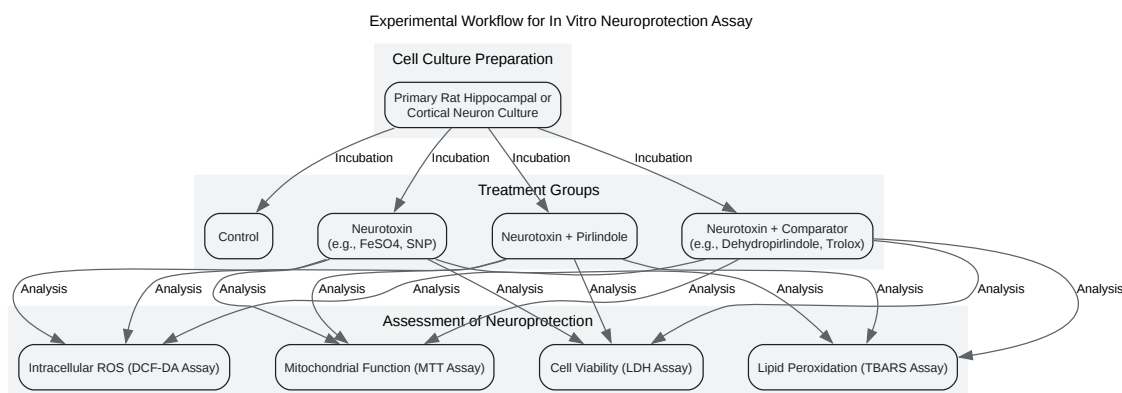 Experimental Workflow for In Vitro Neuroprotection Assay
Cell Culture Preparation
Primary Rat Hippocampal or
Cortical Neuron Culture
Incubation Incubation Incubation Incubation
Treatment Groups
Control
Neurotoxin
(e.g., FeSO4, SNP)
Neurotoxin + Pirlindole
Neurotoxin + Comparator
(e.g., Dehydropirlindole, Trolox)
Analysis Analysis Analysis Analysis Analysis Analysis Analysis Analysis Analysis Analysis Analysis Analysis
Assessment of Neuroprotection
Intracellular ROS (DCF-DA Assay)
Mitochondrial Function (MTT Assay)
Cell Viability (LDH Assay)
Lipid Peroxidation (TBARS Assay)